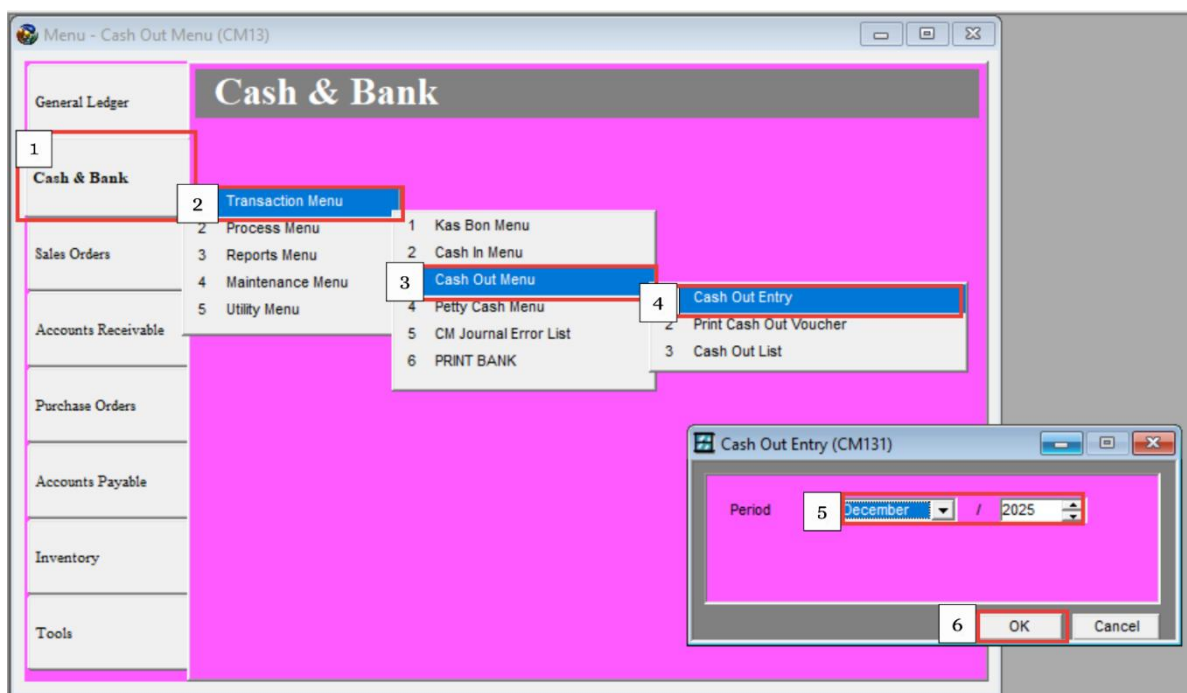 Menu - Cash Out Menu (CM13)
Cash & Bank
General Ledger
1
Cash & Bank
Sales Orders
Accounts Receivable
Purchase Orders
Accounts Payable
Inventory
Tools
2 Transaction Menu
2 Process Menu
3 Reports Menu
4 Maintenance Menu
5 Utility Menu
1 Kas Bon Menu
2 Cash In Menu
3 Cash Out Menu
4 Petty Cash Menu
5 CM Journal Error List
6 PRINT BANK
4 Cash Out Entry
2 Print Cash Out Voucher
3 Cash Out List
Cash Out Entry (CM131)
Period 5 December / 2025
6 OK Cancel